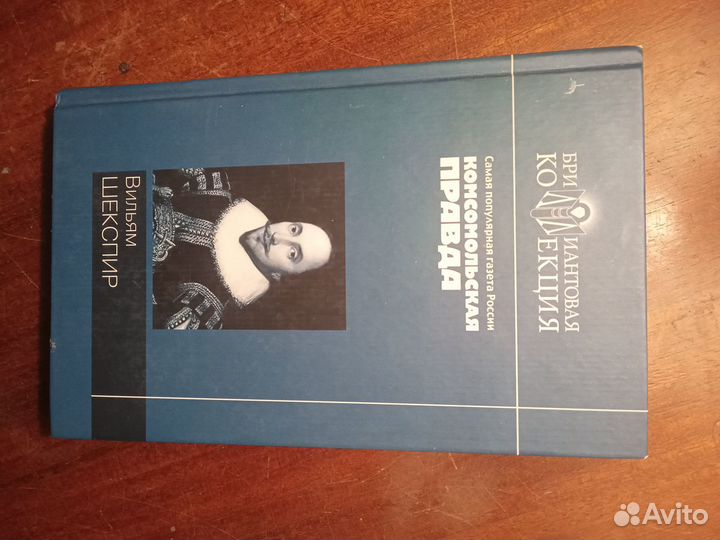 БРИЛЛИАНТОВАЯ
КОЛЛЕКЦИЯ
Самая популярная газета России
КОМСОМОЛЬСКАЯ
ПРАВДА
Вильям
ШЕКСПИР
Avito